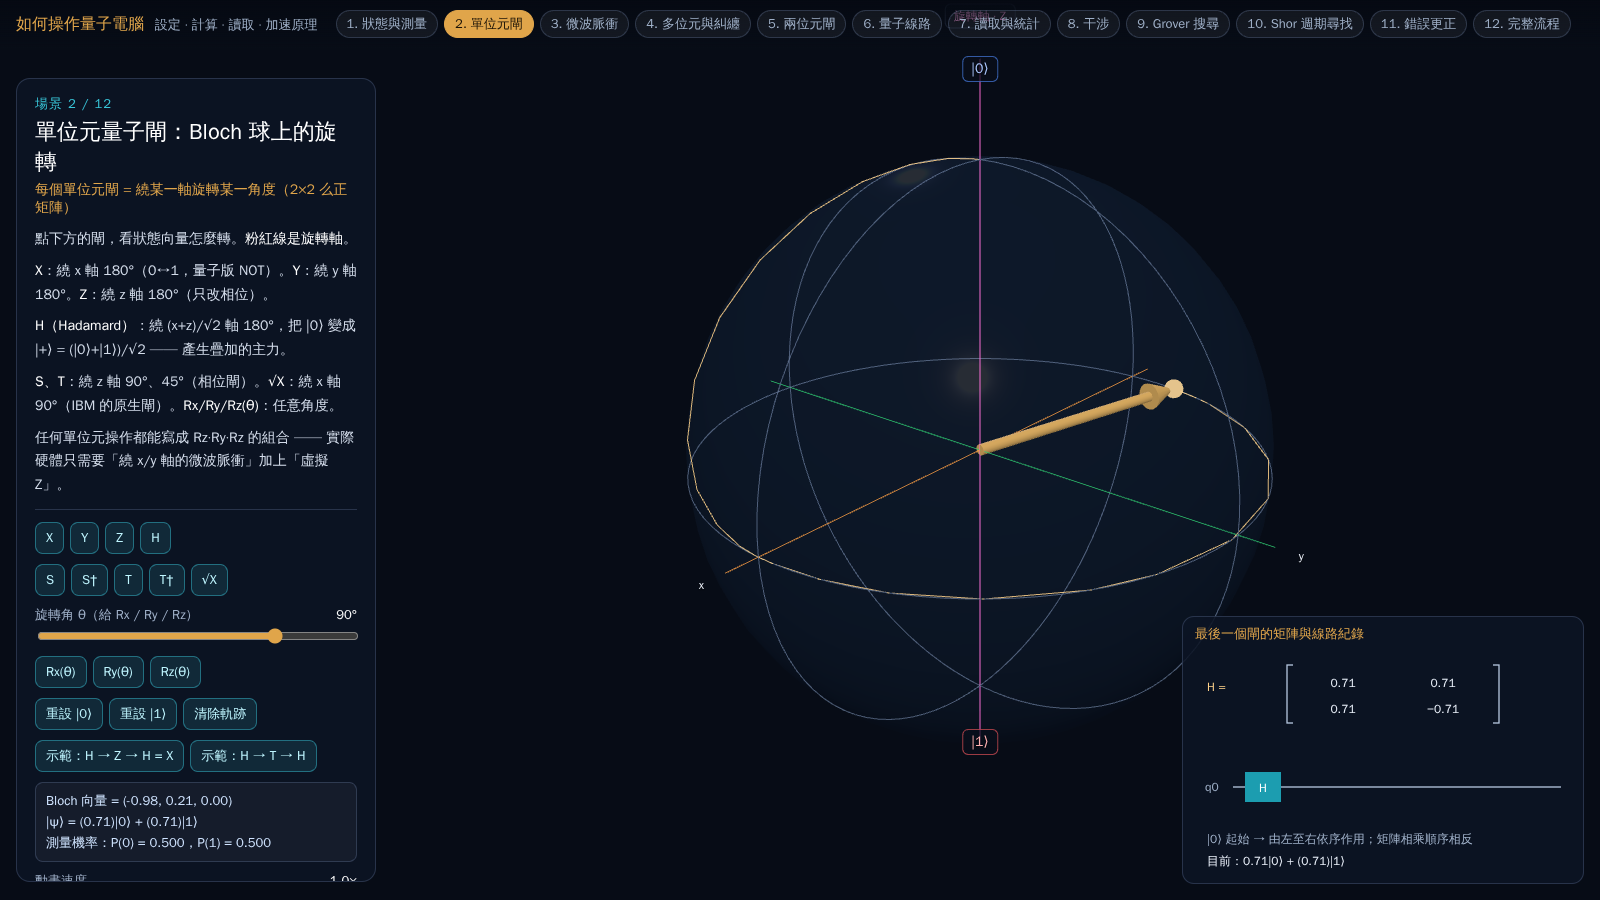 如何操作量子電腦 設定 · 計算 · 讀取 · 加速原理
1. 狀態與測量
2. 單位元閘
3. 微波脈衝
4. 多位元與糾纏
5. 兩位元閘
6. 量子線路
7. 讀取與統計
8. 干涉
9. Grover 搜尋
10. Shor 週期尋找
11. 錯誤更正
12. 完整流程
場景 2 / 12
單位元量子閘：Bloch 球上的旋
轉
每個單位元閘 = 繞某一軸旋轉某一角度（2×2 么正
矩陣）
點下方的閘，看狀態向量怎麼轉。粉紅線是旋轉軸。
X：繞 x 軸 180°（0↔1，量子版 NOT）。Y：繞 y 軸
180°。Z：繞 z 軸 180°（只改相位）。
H（Hadamard）：繞 (x+z)/√2 軸 180°，把 |0⟩ 變成
|+⟩ = (|0⟩+|1⟩)/√2 —— 產生疊加的主力。
S、T：繞 z 軸 90°、45°（相位閘）。√X：繞 x 軸
90°（IBM 的原生閘）。Rx/Ry/Rz(θ)：任意角度。
任何單位元操作都能寫成 Rz·Ry·Rz 的組合 —— 實際
硬體只需要「繞 x/y 軸的微波脈衝」加上「虛擬
Z」。
X Y Z H
S S† T T† √X
旋轉角 θ（給 Rx / Ry / Rz） 90°
Rx(θ) Ry(θ) Rz(θ)
重設 |0⟩ 重設 |1⟩ 清除軌跡
示範：H → Z → H = X 示範：H → T → H
Bloch 向量 = (-0.98, 0.21, 0.00)
|ψ⟩ = (0.71)|0⟩ + (0.71)|1⟩
測量機率：P(0) = 0.500，P(1) = 0.500
動畫速度 1.0×
|0⟩
x
y
|1⟩
最後一個閘的矩陣與線路紀錄
H =
0.71 0.71
0.71 −0.71
q0 H
|0⟩ 起始 → 由左至右依序作用；矩陣相乘順序相反
目前：0.71|0⟩ + (0.71)|1⟩